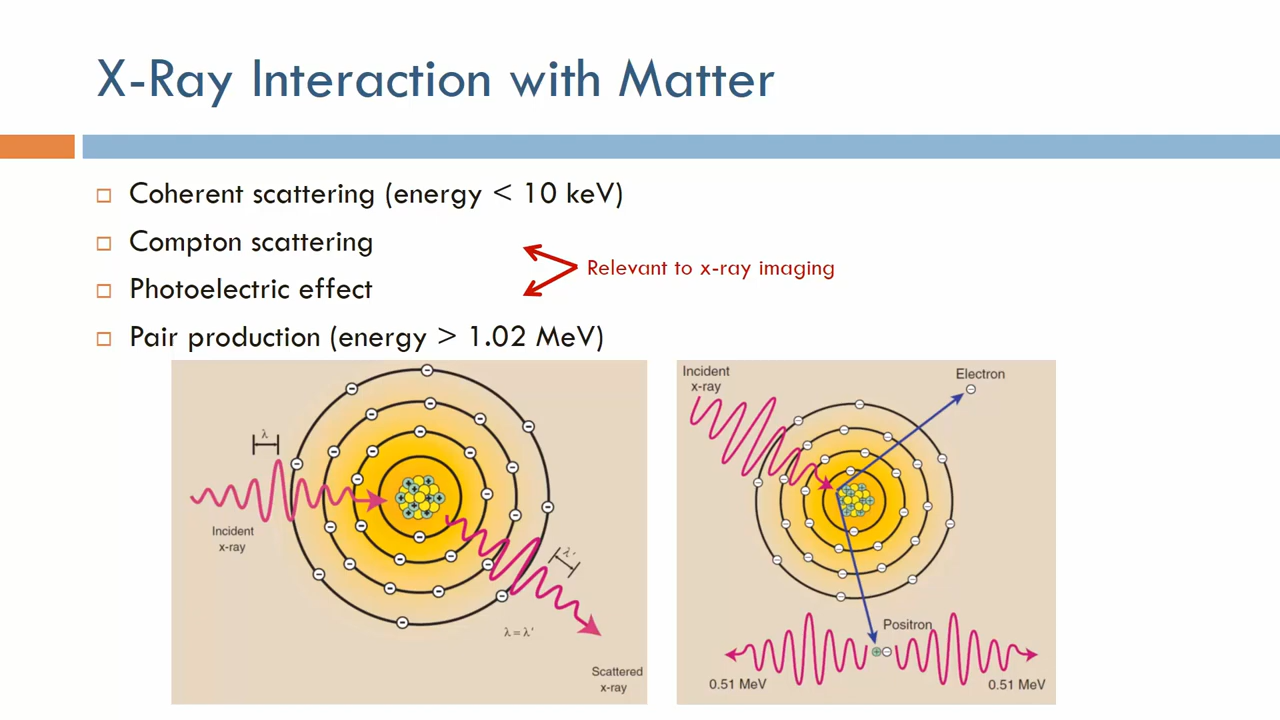 X-Ray Interaction with Matter
Coherent scattering (energy < 10 keV)
Compton scattering
Photoelectric effect
Relevant to x-ray imaging
Pair production (energy > 1.02 MeV)
λ
Incident
x-ray
λ'
λ = λ'
Scattered
x-ray
Incident
x-ray
Electron
Positron
0.51 MeV
0.51 MeV